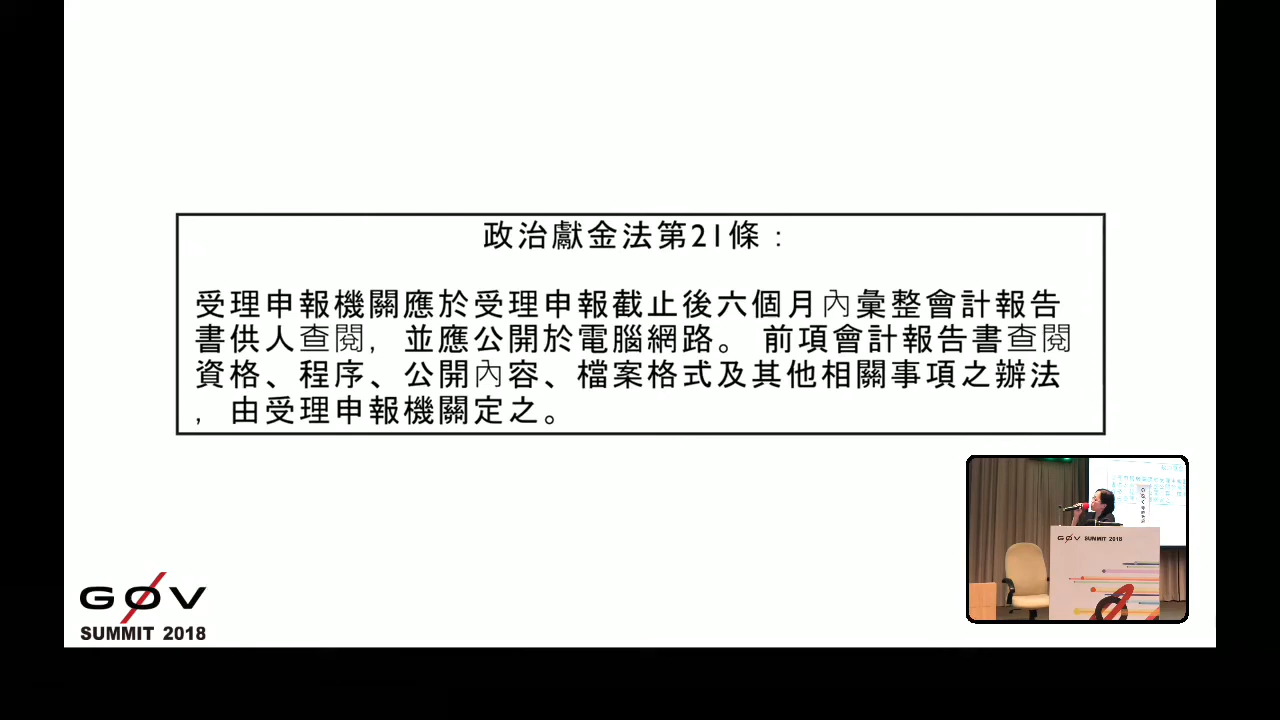 政治獻金法第21條：
受理申報機關應於受理申報截止後六個月內彙整會計報告
書供人查閱，並應公開於電腦網路。 前項會計報告書查閱
資格、程序、公開內容、檔案格式及其他相關事項之辦法
，由受理申報機關定之。
GØV SUMMIT 2018
GØV
SUMMIT 2018